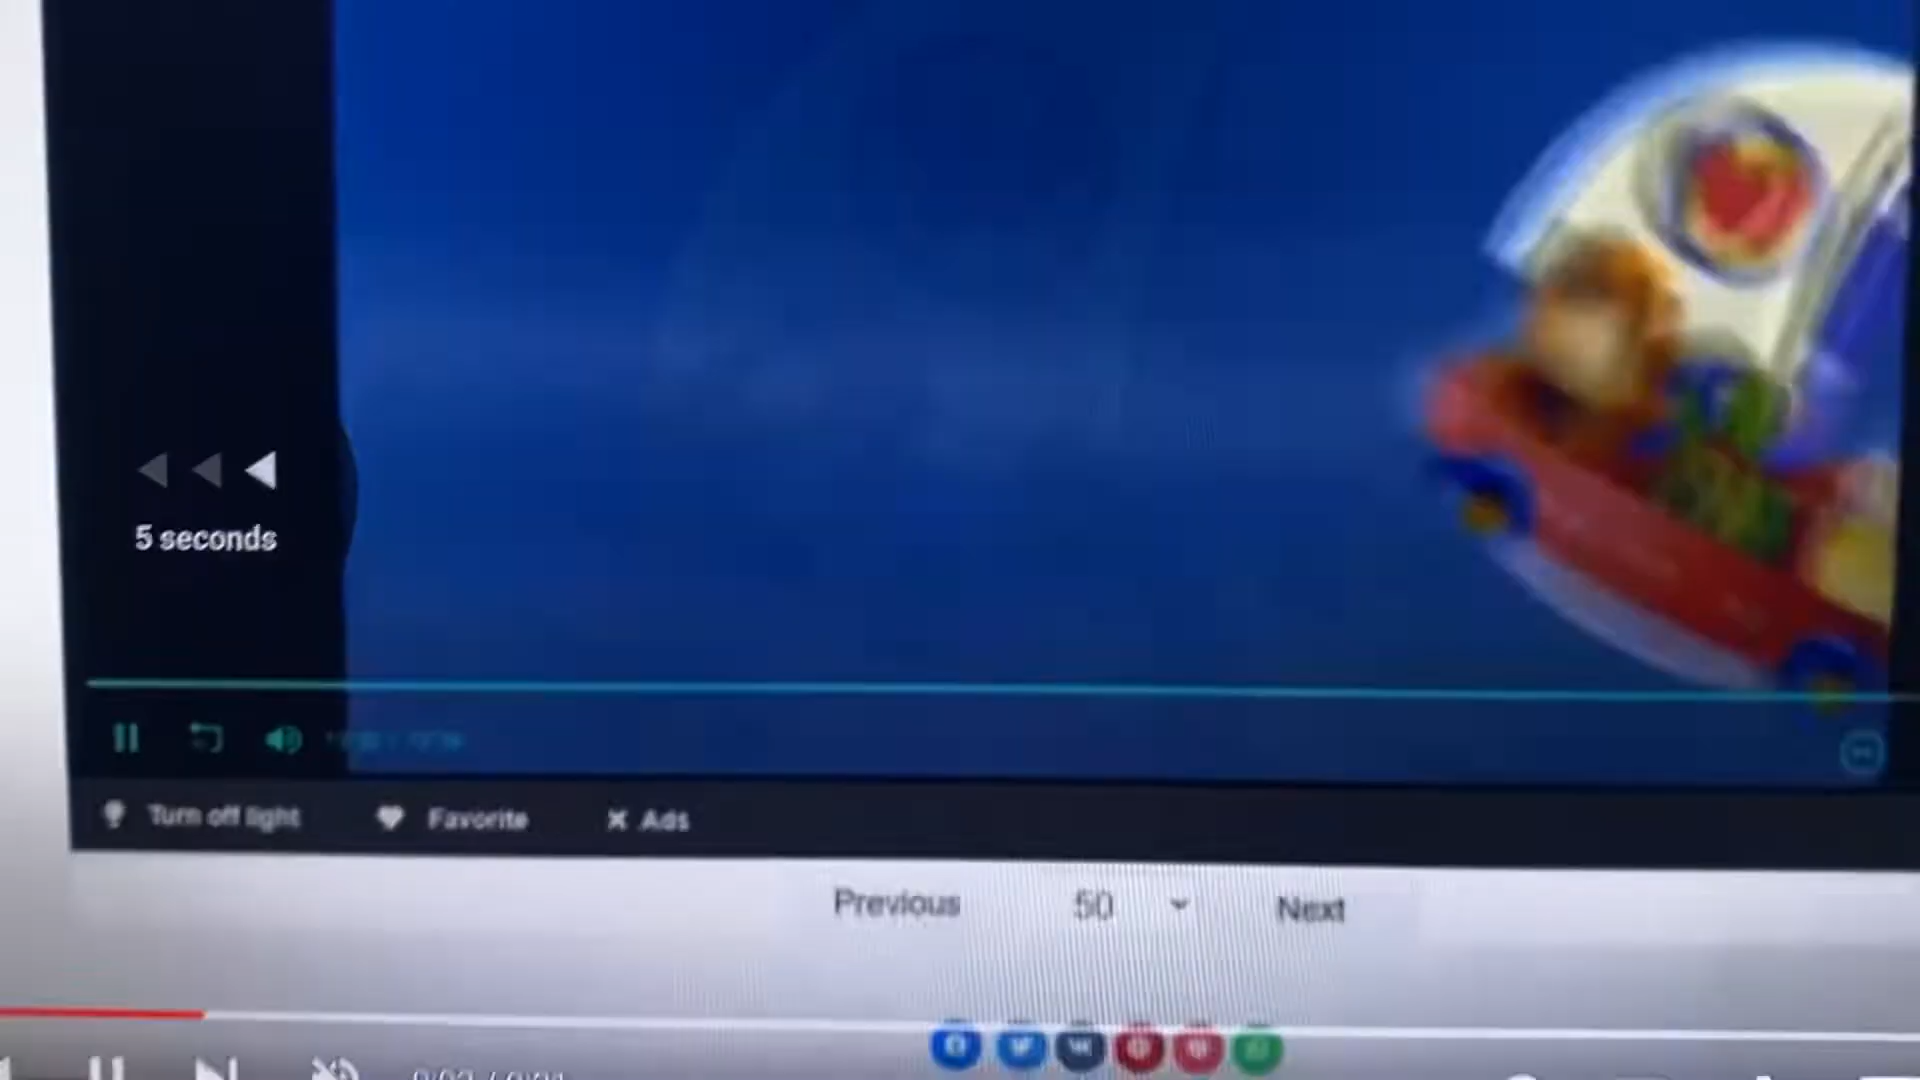 5 seconds
Turn off light
Favorite
Ads
Previous
50
Next